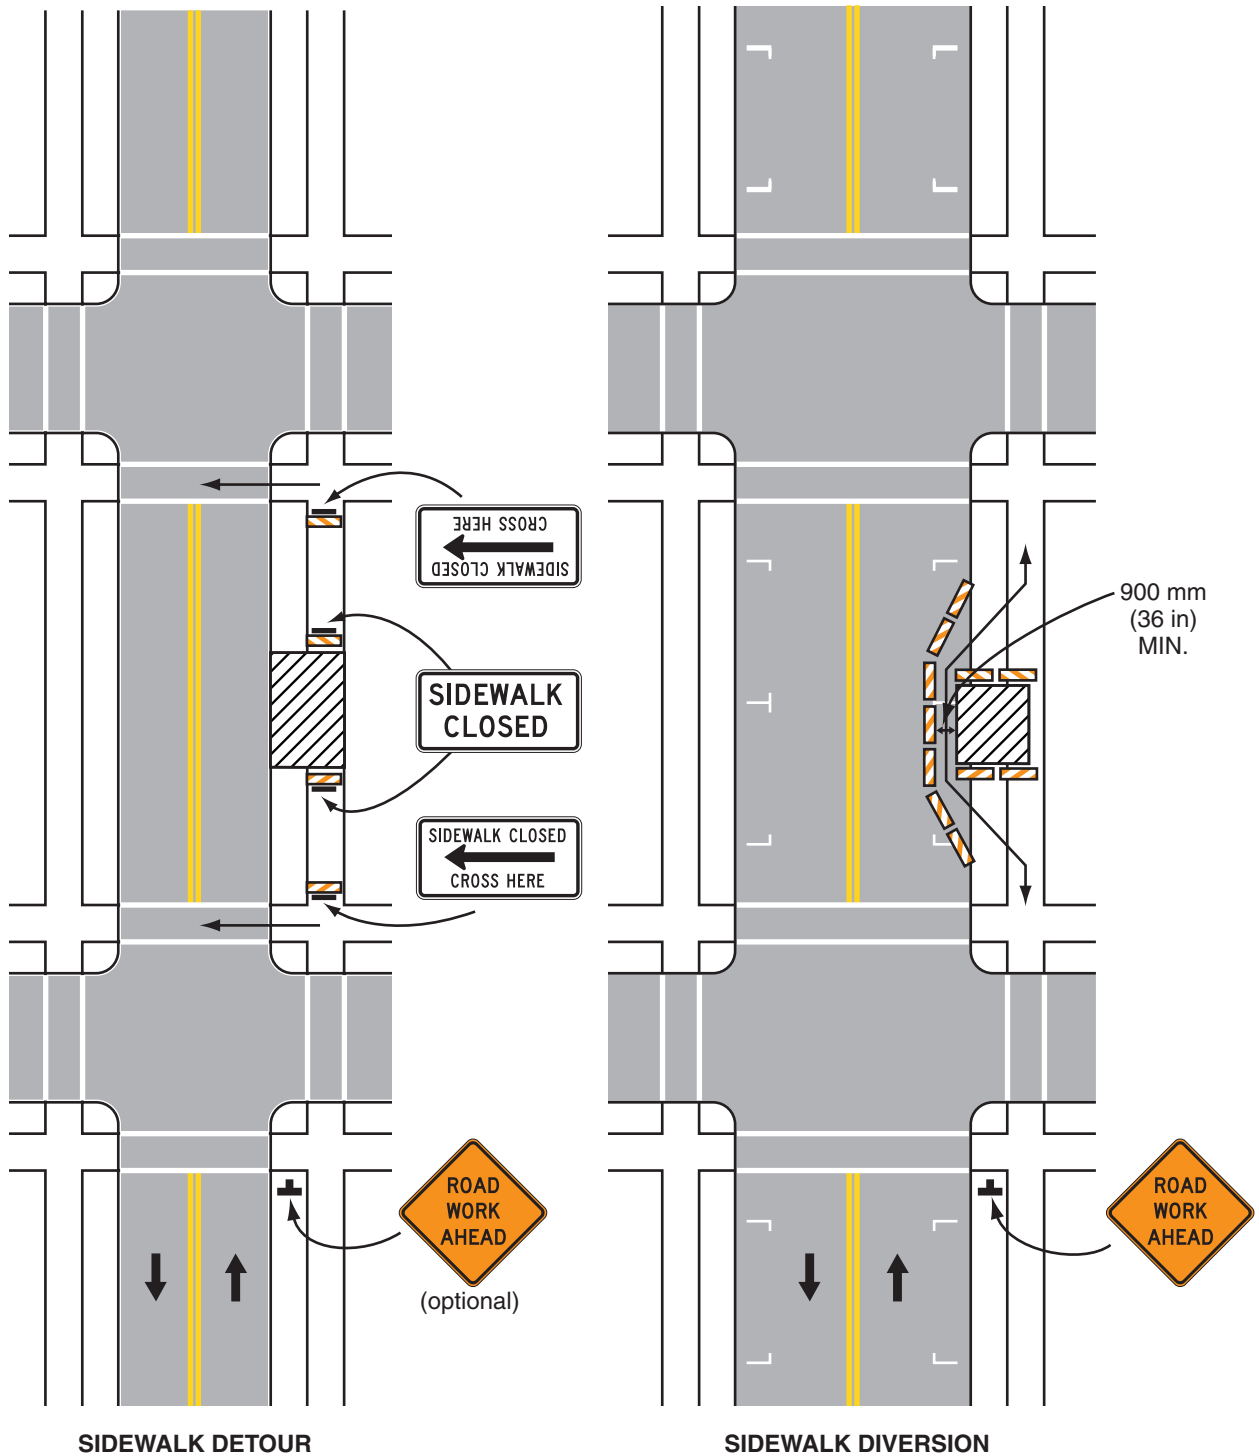 CROSS HERE
SIDEWALK CLOSED
SIDEWALK
CLOSED
SIDEWALK CLOSED
CROSS HERE
ROAD
WORK
AHEAD
(optional)
SIDEWALK DETOUR
900 mm
(36 in)
MIN.
ROAD
WORK
AHEAD
SIDEWALK DIVERSION